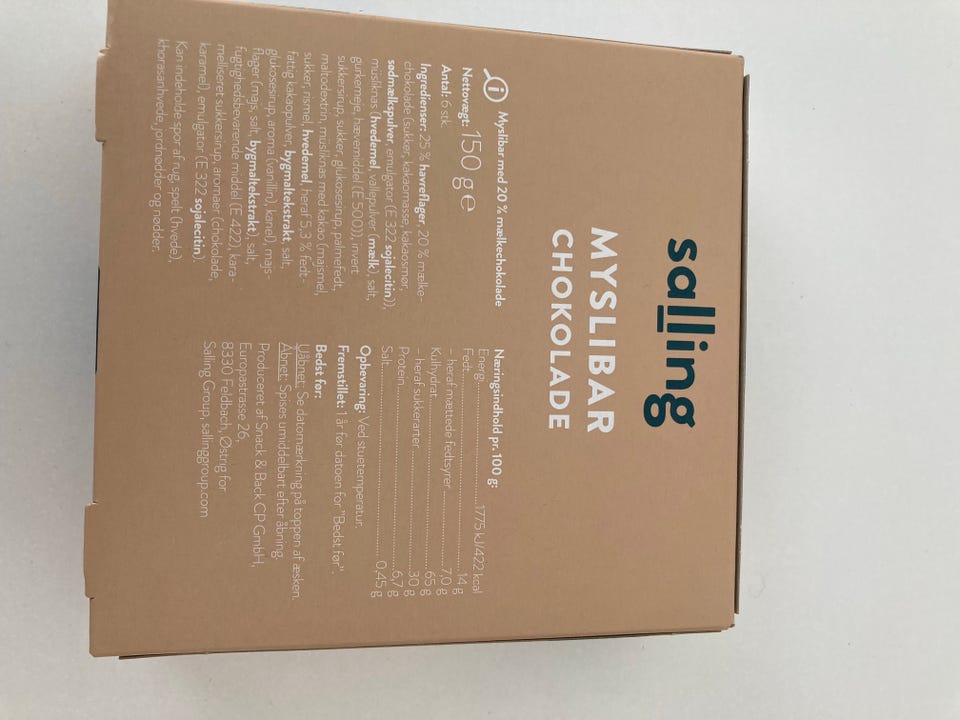 salling
MYSLIBAR
CHOKOLADE
Myslibar med 20 % mælkechokolade
Nettovægt: 150 g ℮
Antal: 6 stk.
Ingredienser: 25 % havreflager, 20 % mælke-
chokolade (sukker, kakaomasse, kakaosmør,
sødmælkspulver, emulgator (E 322 sojalecitin)),
musliknas (hvedemel, vallepulver (mælk), salt,
gurkemeje, hævemiddel (E 500)), invert
sukkersirup, sukker, glukosesirup, palmefedt,
maltodextrin, musliknas med kakao (majsmel,
sukker, rismel, hvedemel, heraf 5,3 % fedt-
fattig kakaopulver, bygmaltekstrakt, salt,
glukosesirup, aroma (vanillin), kanel), majs-
flager (majs, salt, bygmaltekstrakt), salt,
fugtighedsbevarende middel (E 422), kara-
melliseret sukkersirup, aromaer (chokolade,
karamel), emulgator (E 322 sojalecitin).
Kan indeholde spor af rug, spelt (hvede),
khorasanhvede, jordnødder og nødder.
Næringsindhold pr. 100 g:
Energi 1775 kJ/422 kcal
Fedt 14 g
– heraf mættede fedtsyrer 7,0 g
Kulhydrat 65 g
– heraf sukkerarter 30 g
Protein 6,7 g
Salt 0,45 g
Opbevaring: Ved stuetemperatur.
Fremstillet: 1 år før datoen for "Bedst før".
Bedst før:
Uåbnet: Se datomærkning på toppen af æsken.
Åbnet: Spises umiddelbart efter åbning.
Produceret af Snack & Back CP GmbH,
Europastrasse 26,
8330 Feldbach, Østrig for
Salling Group, sallinggroup.com